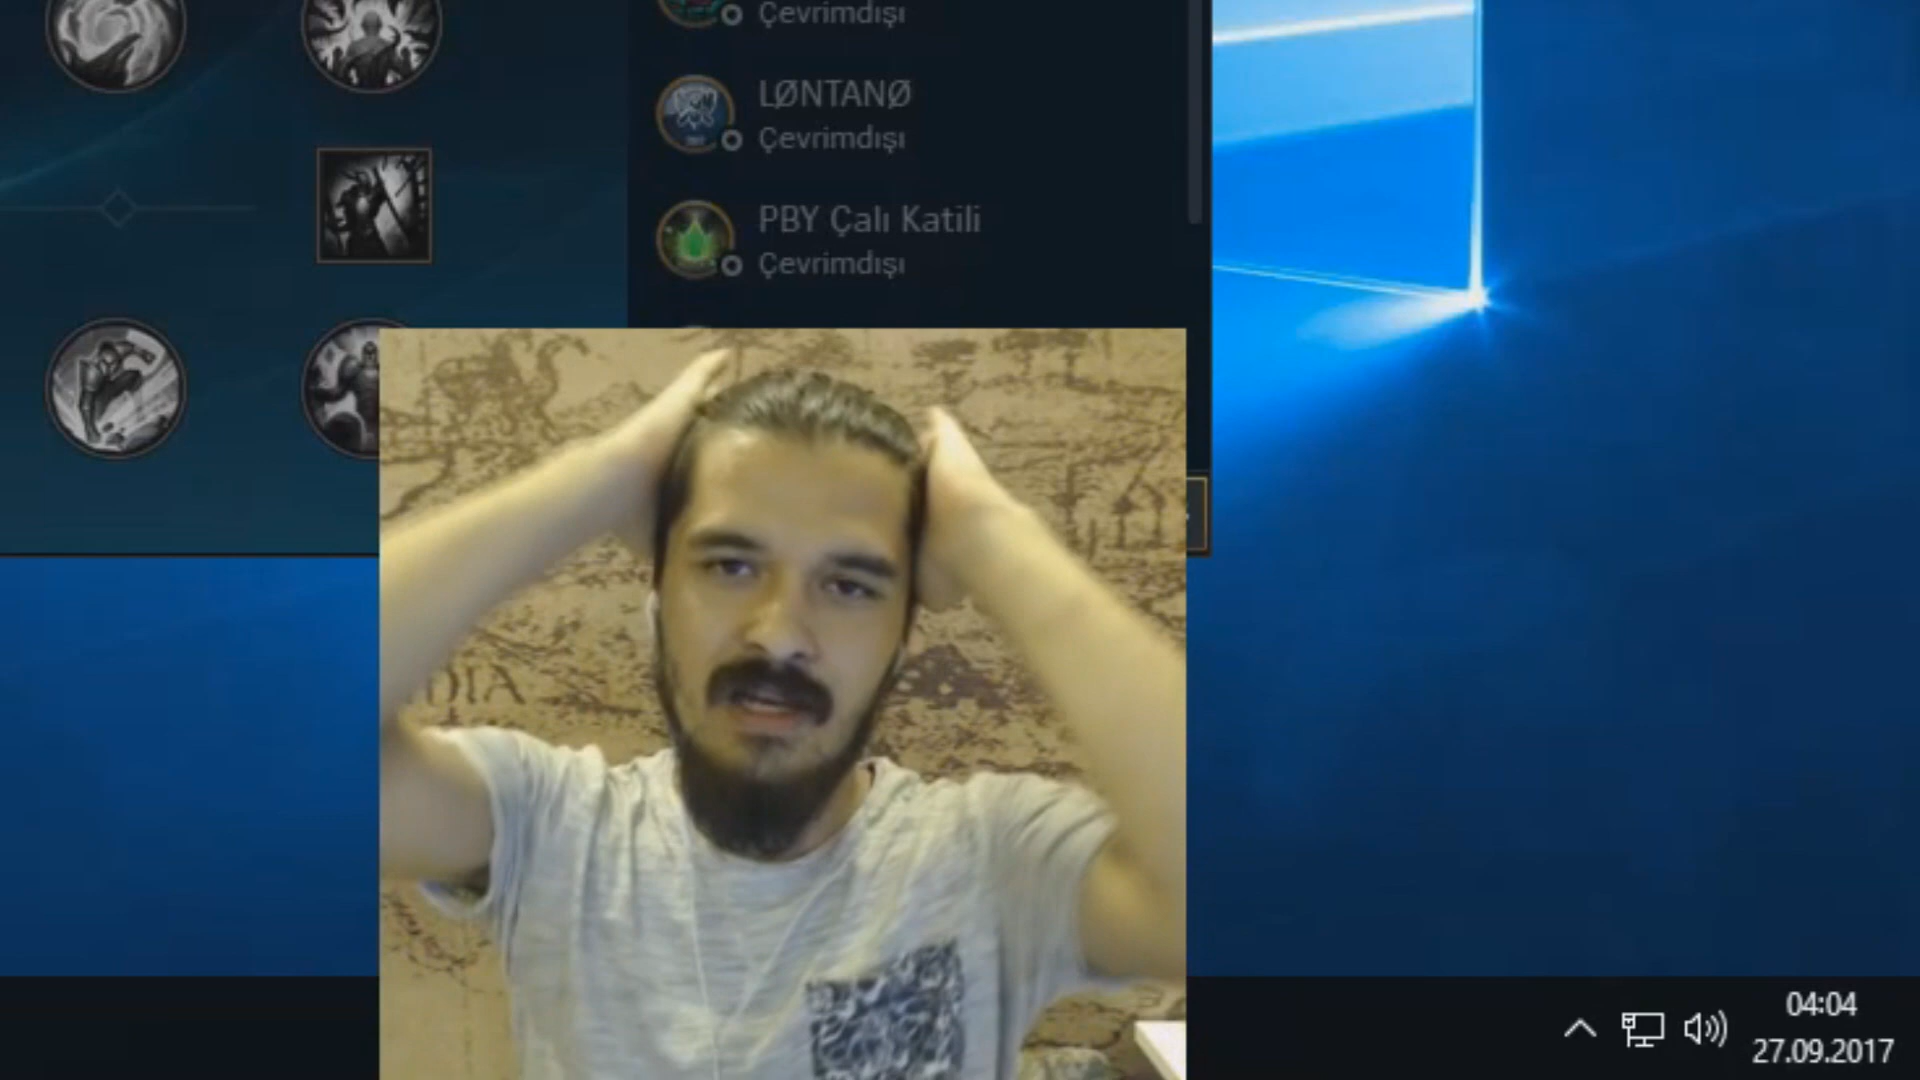 Çevrimdışı
LØNTANØ
Çevrimdışı
PBY Çalı Katili
Çevrimdışı
04:04
27.09.2017